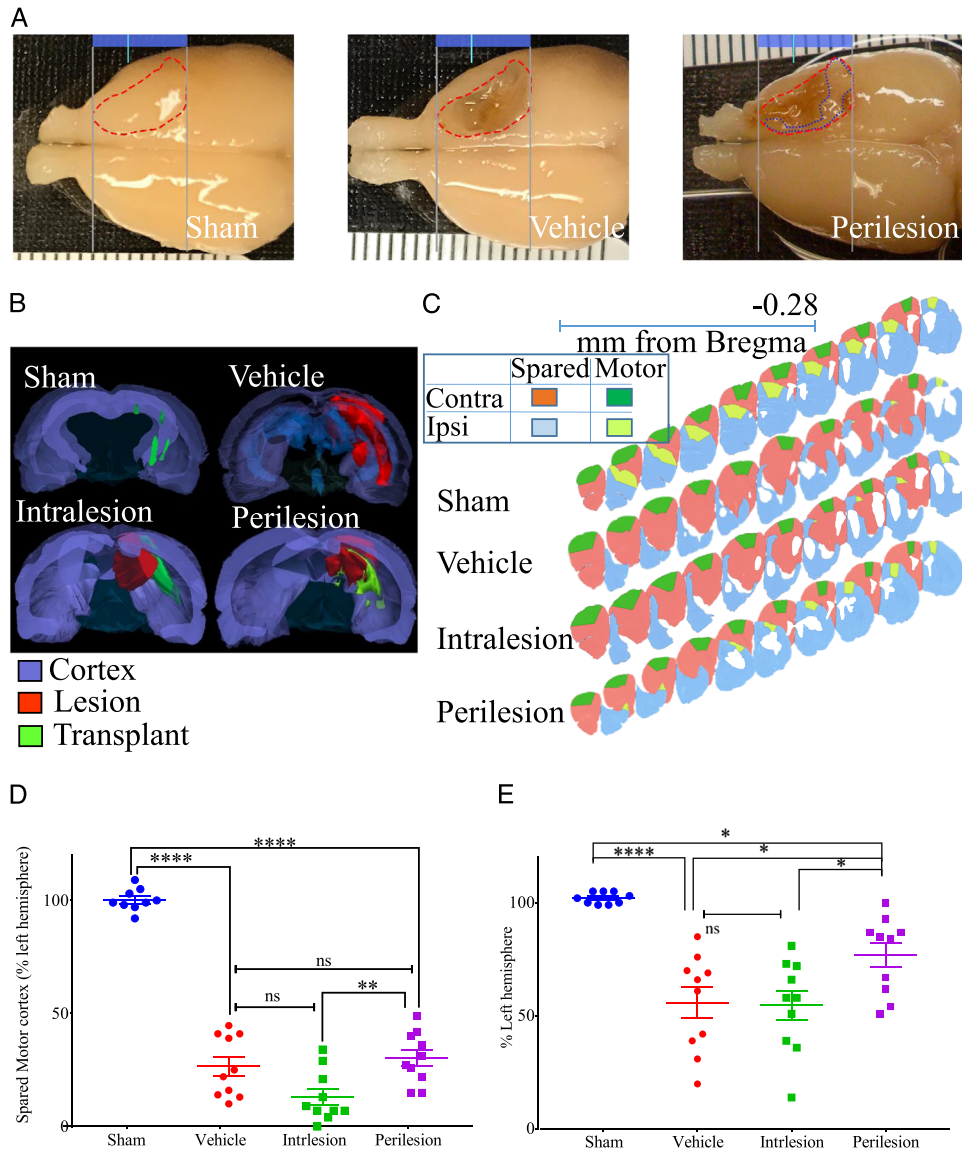 A
Sham
Vehicle
Perilesion
B
Sham
Vehicle
Intralesion
Perilesion
Cortex
Lesion
Transplant
C
-0.28
mm from Bregma
Spared Motor
Contra
Ipsi
Sham
Vehicle
Intralesion
Perilesion
D
Spared Motor cortex (% left hemisphere)
100
50
0
****
****
ns
ns
**
Sham
Vehicle
Intrlesion
Perilesion
E
% Left hemisphere
100
50
0
*
****
*
*
ns
Sham
Vehicle
Intrlesion
Perilesion